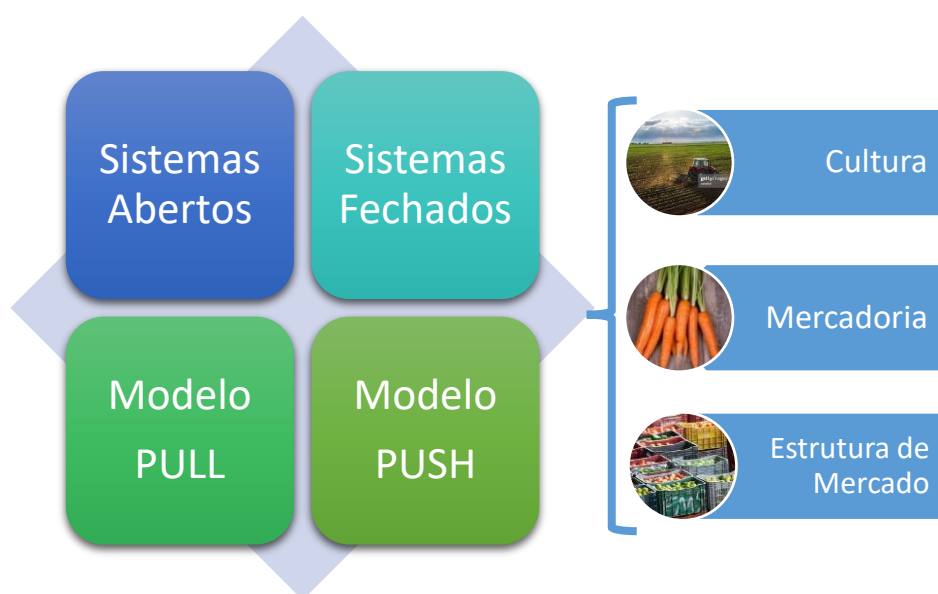 Sistemas
Abertos
Sistemas
Fechados
Modelo
PULL
Modelo
PUSH
Cultura
Mercadoria
Estrutura de
Mercado